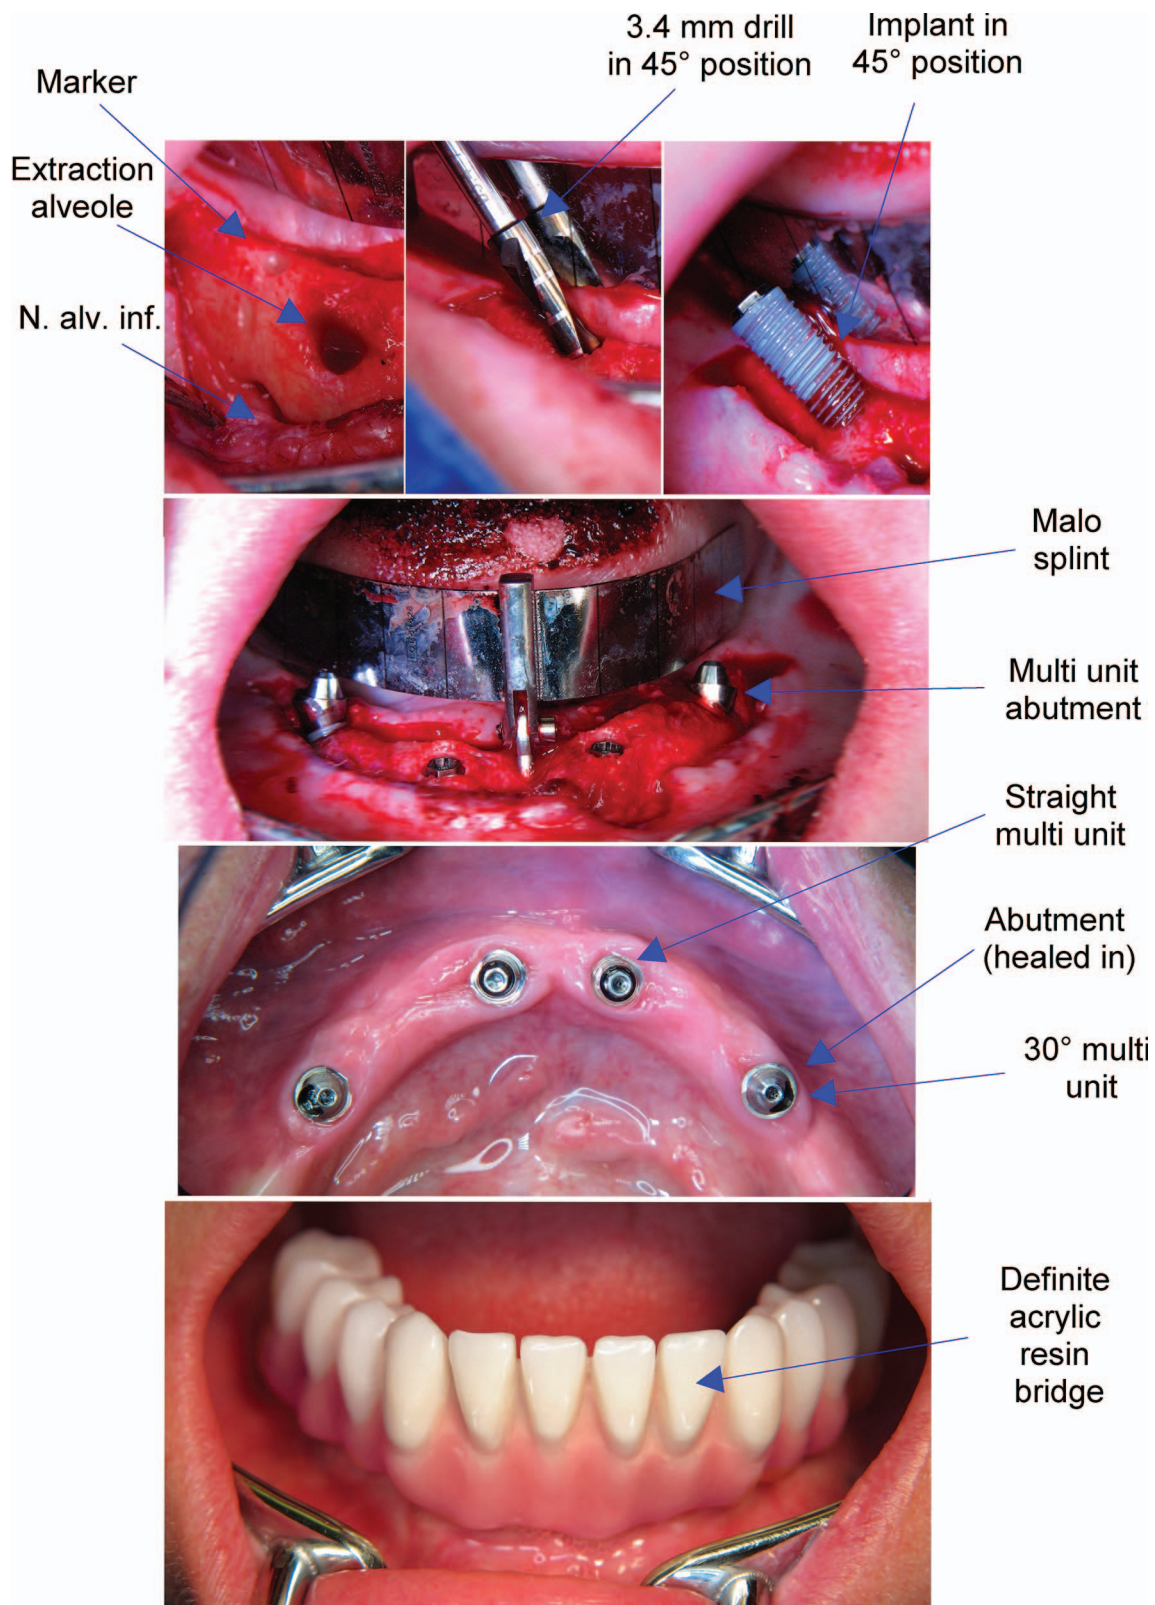 3.4 mm drill
in 45° position
Implant in
45° position
Marker
Extraction
alveole
N. alv. inf.
Malo
splint
Multi unit
abutment
Straight
multi unit
Abutment
(healed in)
30° multi
unit
Definite
acrylic
resin
bridge